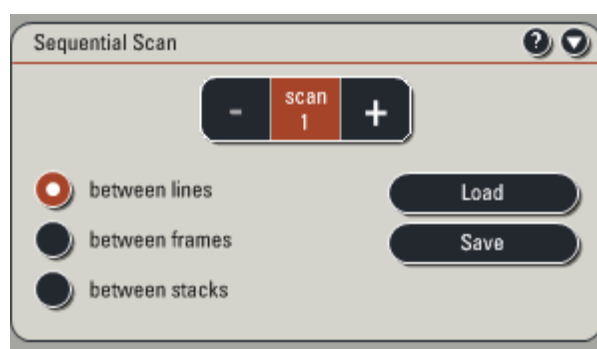 Sequential Scan ?
- scan 1 +
between lines
Load
between frames
Save
between stacks